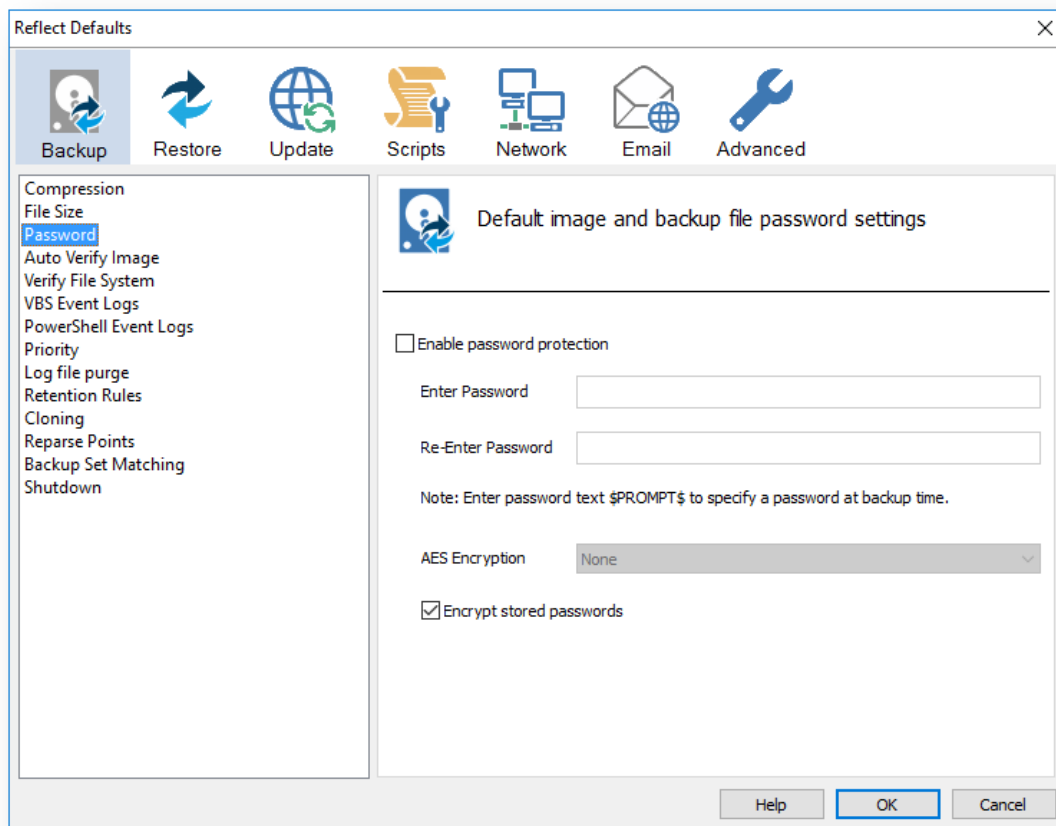 Reflect Defaults
Backup Restore Update Scripts Network Email Advanced
Compression
File Size
Password
Auto Verify Image
Verify File System
VBS Event Logs
PowerShell Event Logs
Priority
Log file purge
Retention Rules
Cloning
Reparse Points
Backup Set Matching
Shutdown
Default image and backup file password settings
Enable password protection
Enter Password
Re-Enter Password
Note: Enter password text $PROMPT$ to specify a password at backup time.
AES Encryption None
Encrypt stored passwords
Help OK Cancel